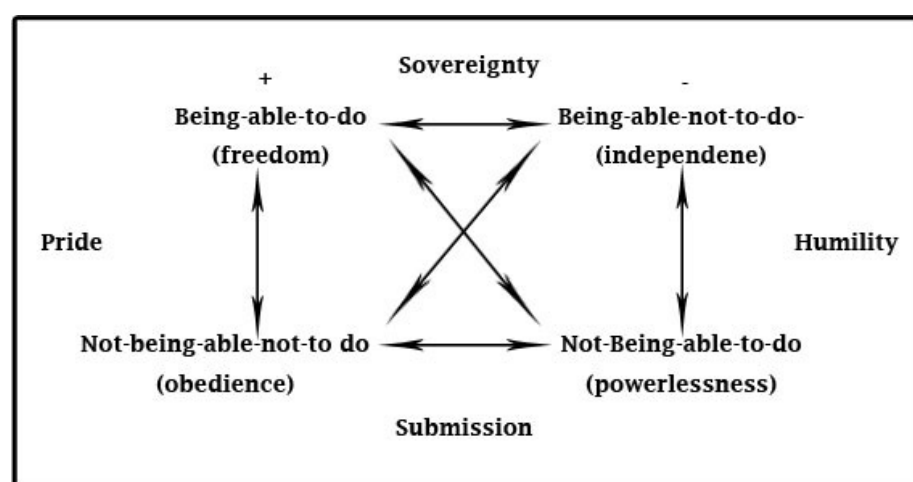 Sovereignty
+ -
Being-able-to-do Being-able-not-to-do-
(freedom) (independene)
Pride Humility
Not-being-able-not-to do Not-Being-able-to-do
(obedience) (powerlessness)
Submission